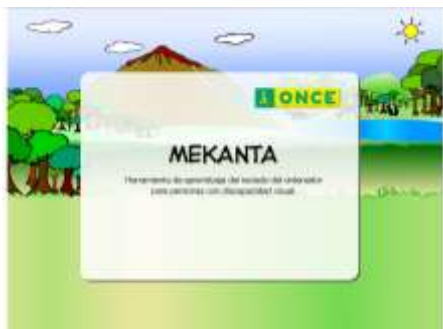 ONCE
MEKANTA
Herramienta de aprendizaje del teclado del ordenador
para personas con discapacidad visual.